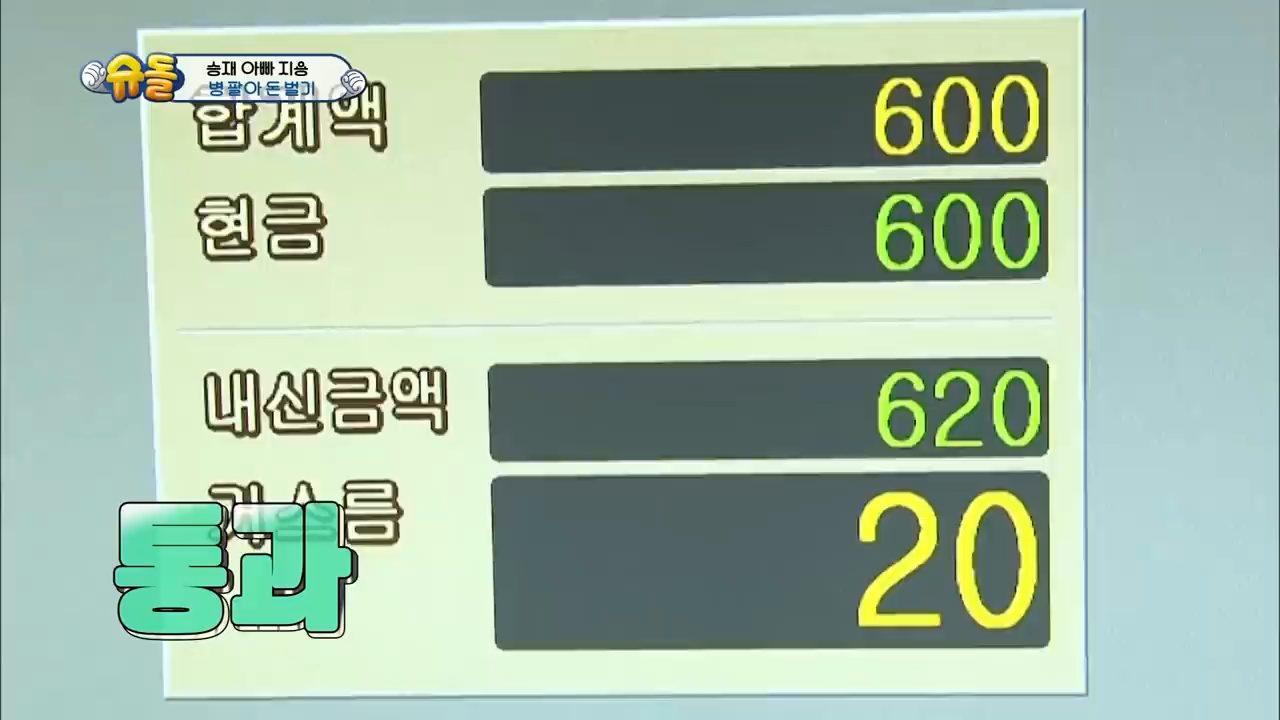 슈돌
승재 아빠 지용
병 팔아 돈 벌기
합계액 600
현금 600
내신금액 620
거스름 20
통과